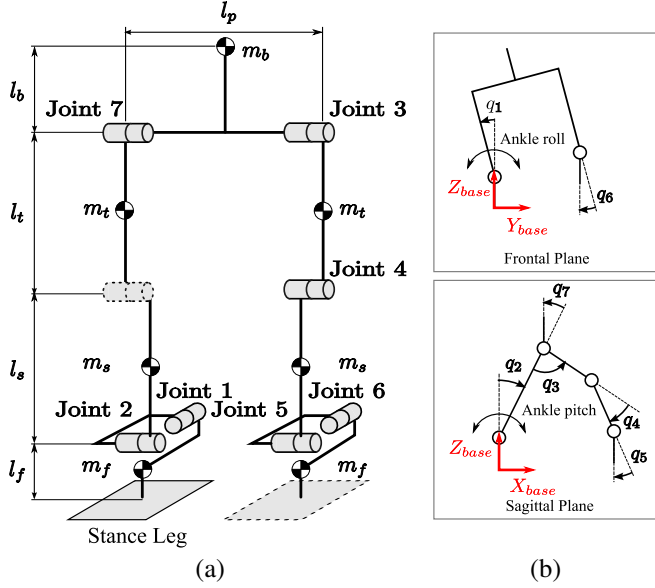 l_p
m_b
l_b
Joint 7
Joint 3
l_t
m_t
m_t
Joint 4
l_s
m_s
m_s
Joint 1
Joint 6
Joint 2
Joint 5
l_f
m_f
m_f
Stance Leg
(a)
q_1
Ankle roll
Z_base
q_6
Y_base
Frontal Plane
q_7
q_2
q_3
Ankle pitch
q_4
Z_base
q_5
X_base
Sagittal Plane
(b)